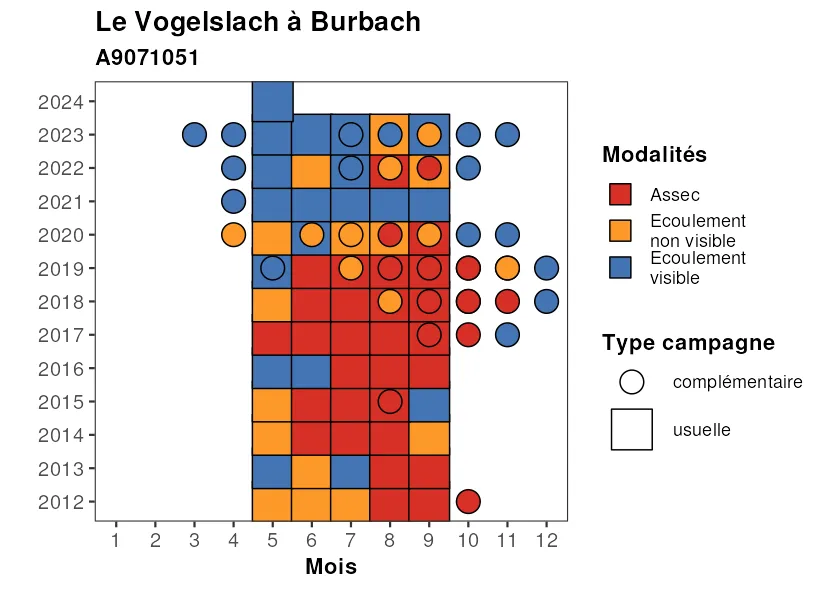 Le Vogelslach à Burbach
A9071051
2024
2023
2022
2021
2020
2019
2018
2017
2016
2015
2014
2013
2012
1 2 3 4 5 6 7 8 9 10 11 12
Mois
Modalités
Assec
Ecoulement
non visible
Ecoulement
visible
Type campagne
complémentaire
usuelle